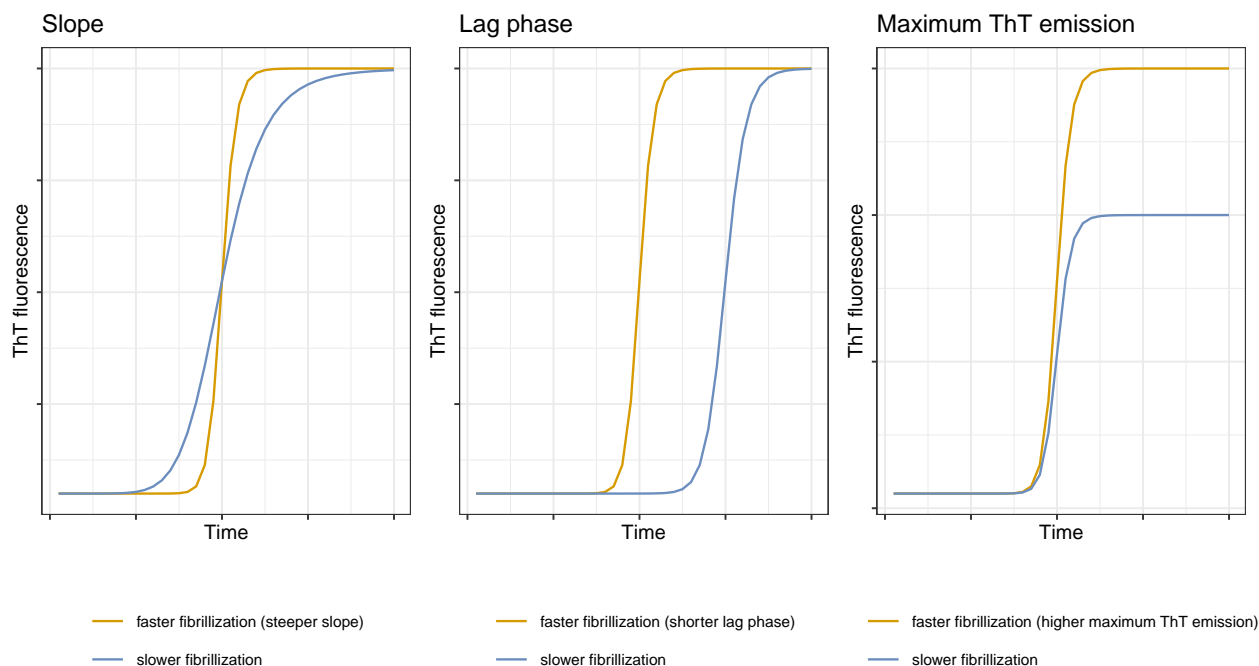 Slope
Lag phase
Maximum ThT emission
ThT fluorescence
ThT fluorescence
ThT fluorescence
Time
Time
Time
faster fibrillization (steeper slope)
faster fibrillization (shorter lag phase)
faster fibrillization (higher maximum ThT emission)
slower fibrillization
slower fibrillization
slower fibrillization